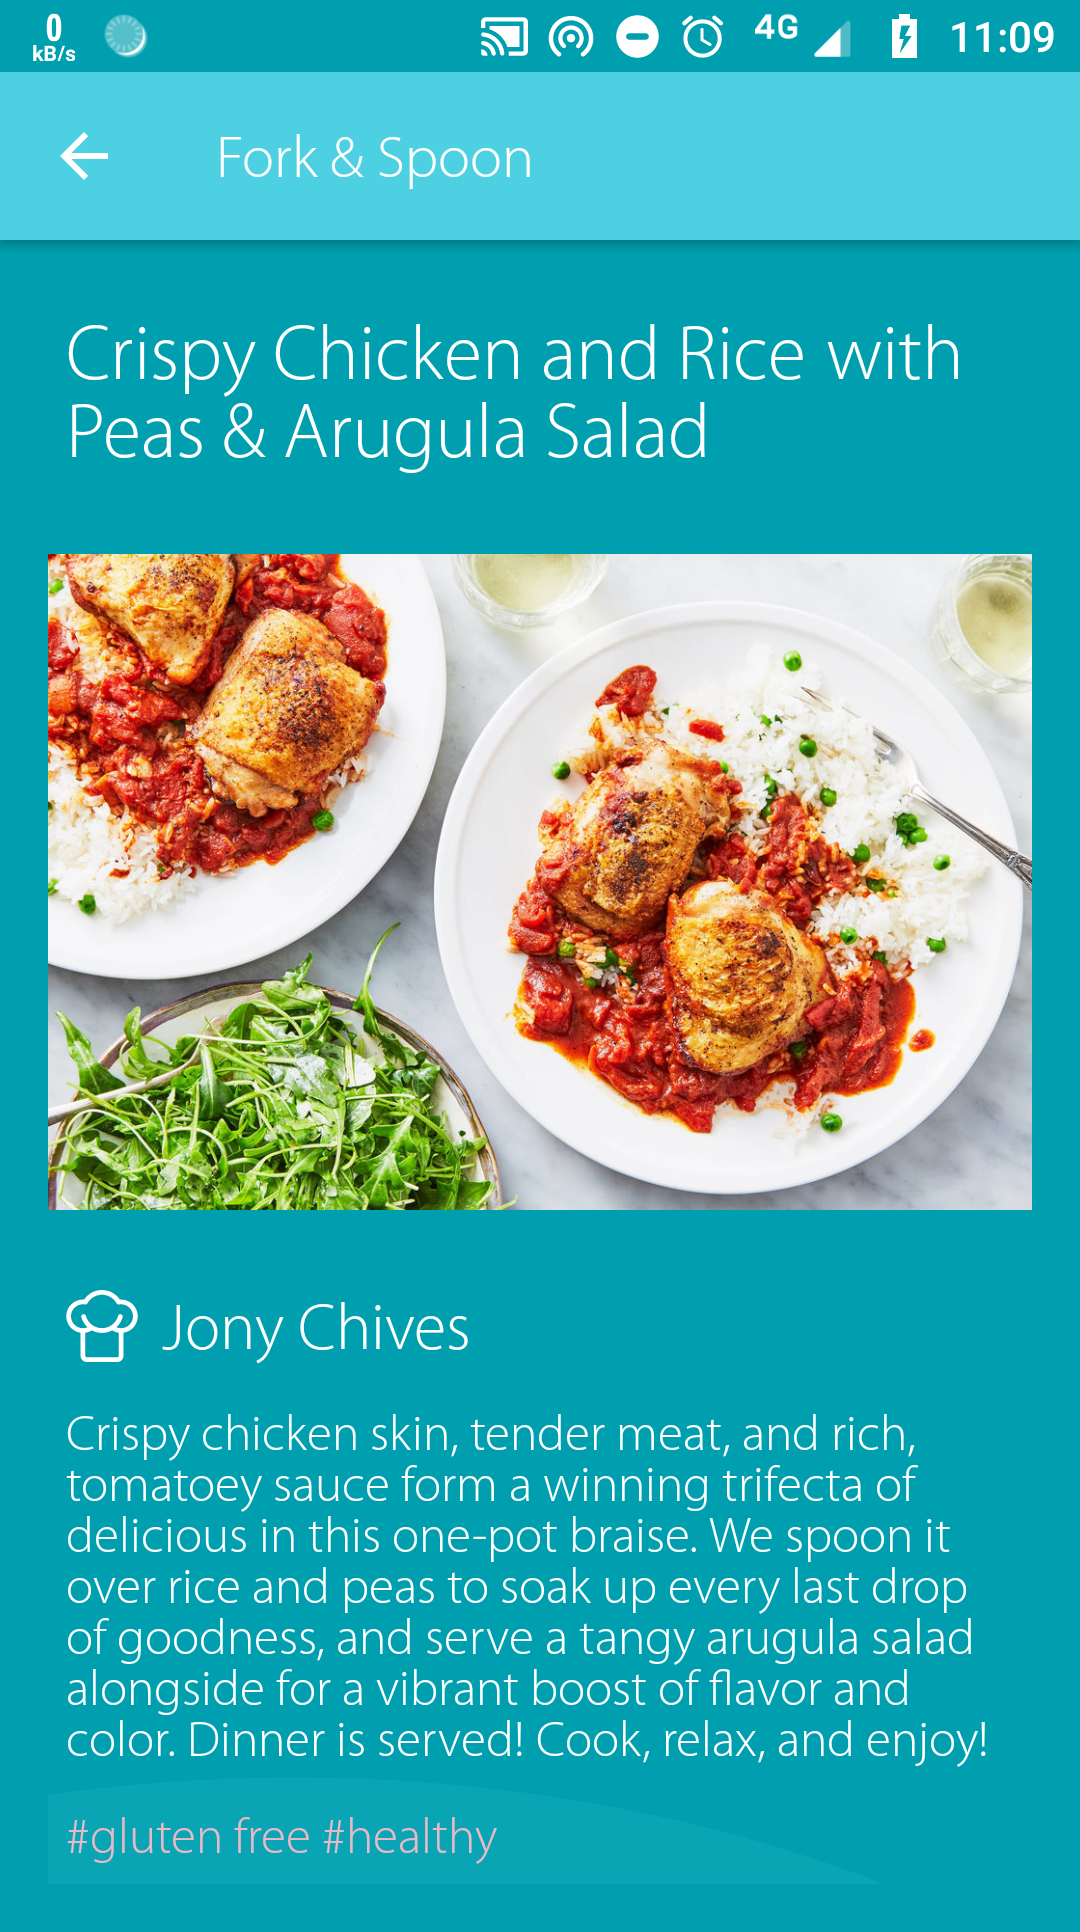 0
kB/s
4G
11:09
Fork & Spoon
Crispy Chicken and Rice with
Peas & Arugula Salad
Jony Chives
Crispy chicken skin, tender meat, and rich,
tomatoey sauce form a winning trifecta of
delicious in this one-pot braise. We spoon it
over rice and peas to soak up every last drop
of goodness, and serve a tangy arugula salad
alongside for a vibrant boost of flavor and
color. Dinner is served! Cook, relax, and enjoy!
#gluten free #healthy